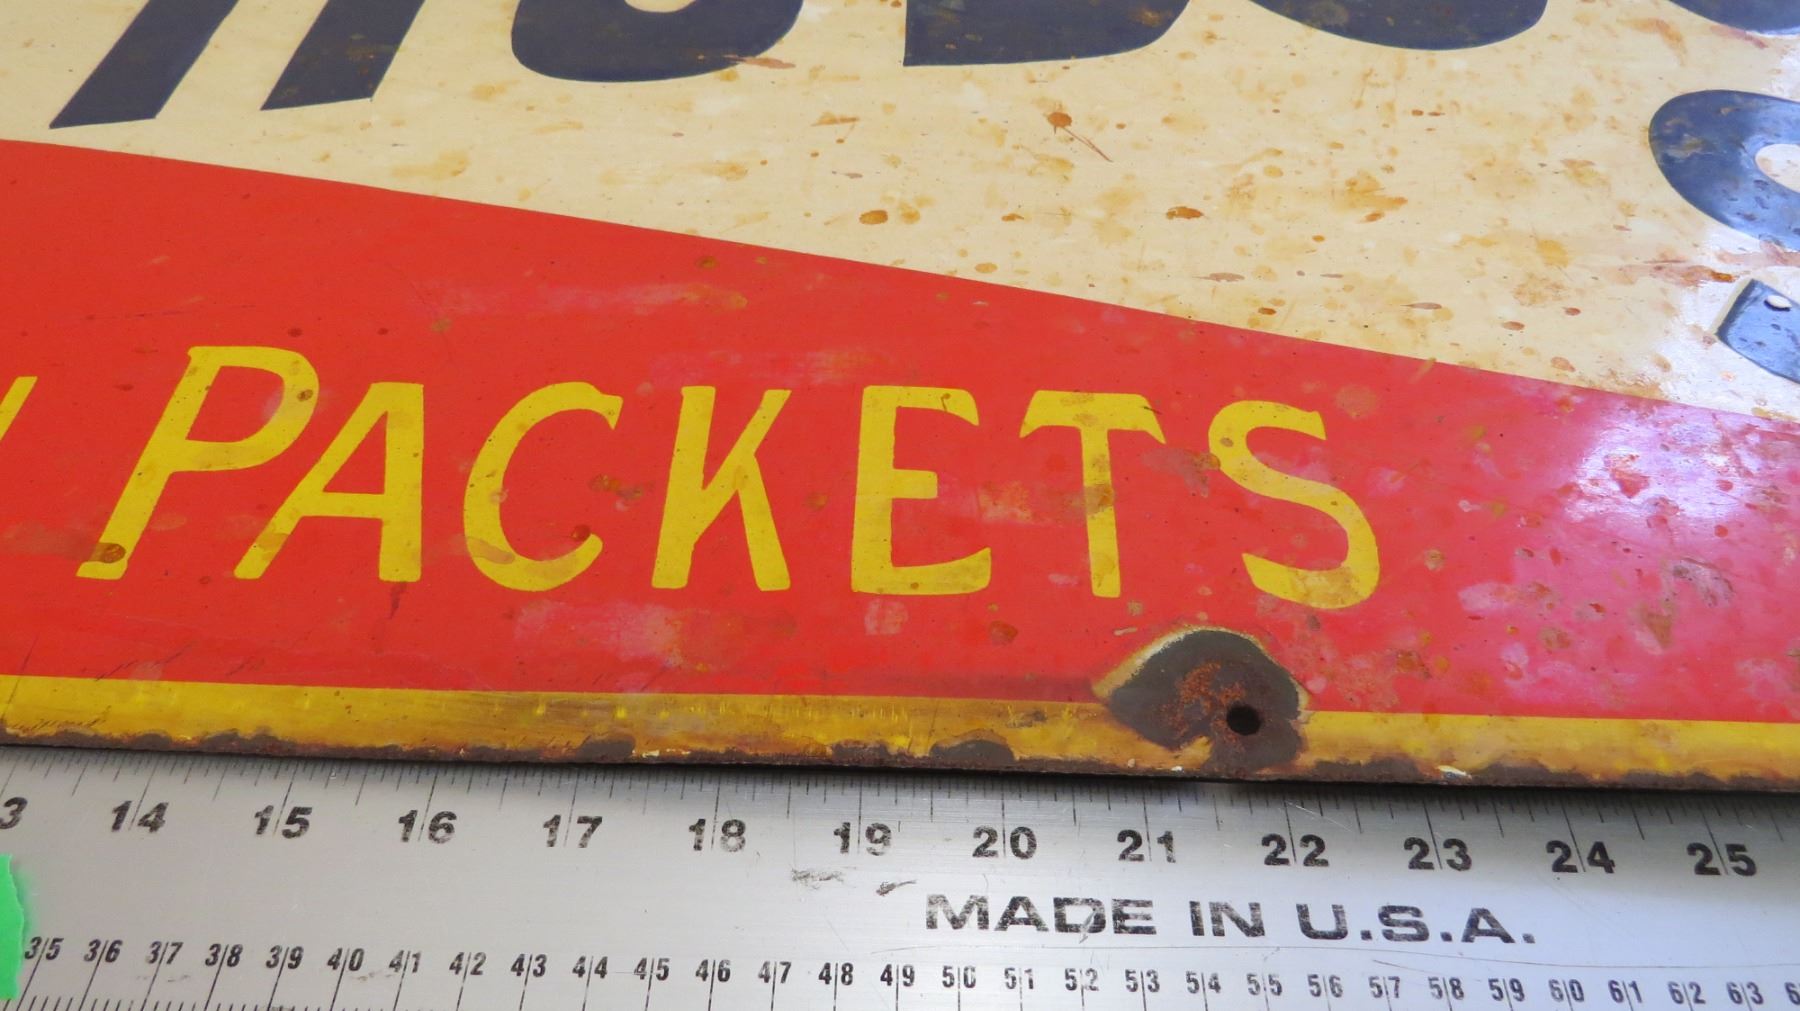 PACKETS
14 15 16 17 18 19 20 21 22 23 24 25
MADE IN U.S.A.
35 36 37 38 39 40 41 42 43 44 45 46 47 48 49 50 51 52 53 54 55 56 57 58 59 60 61 62 63